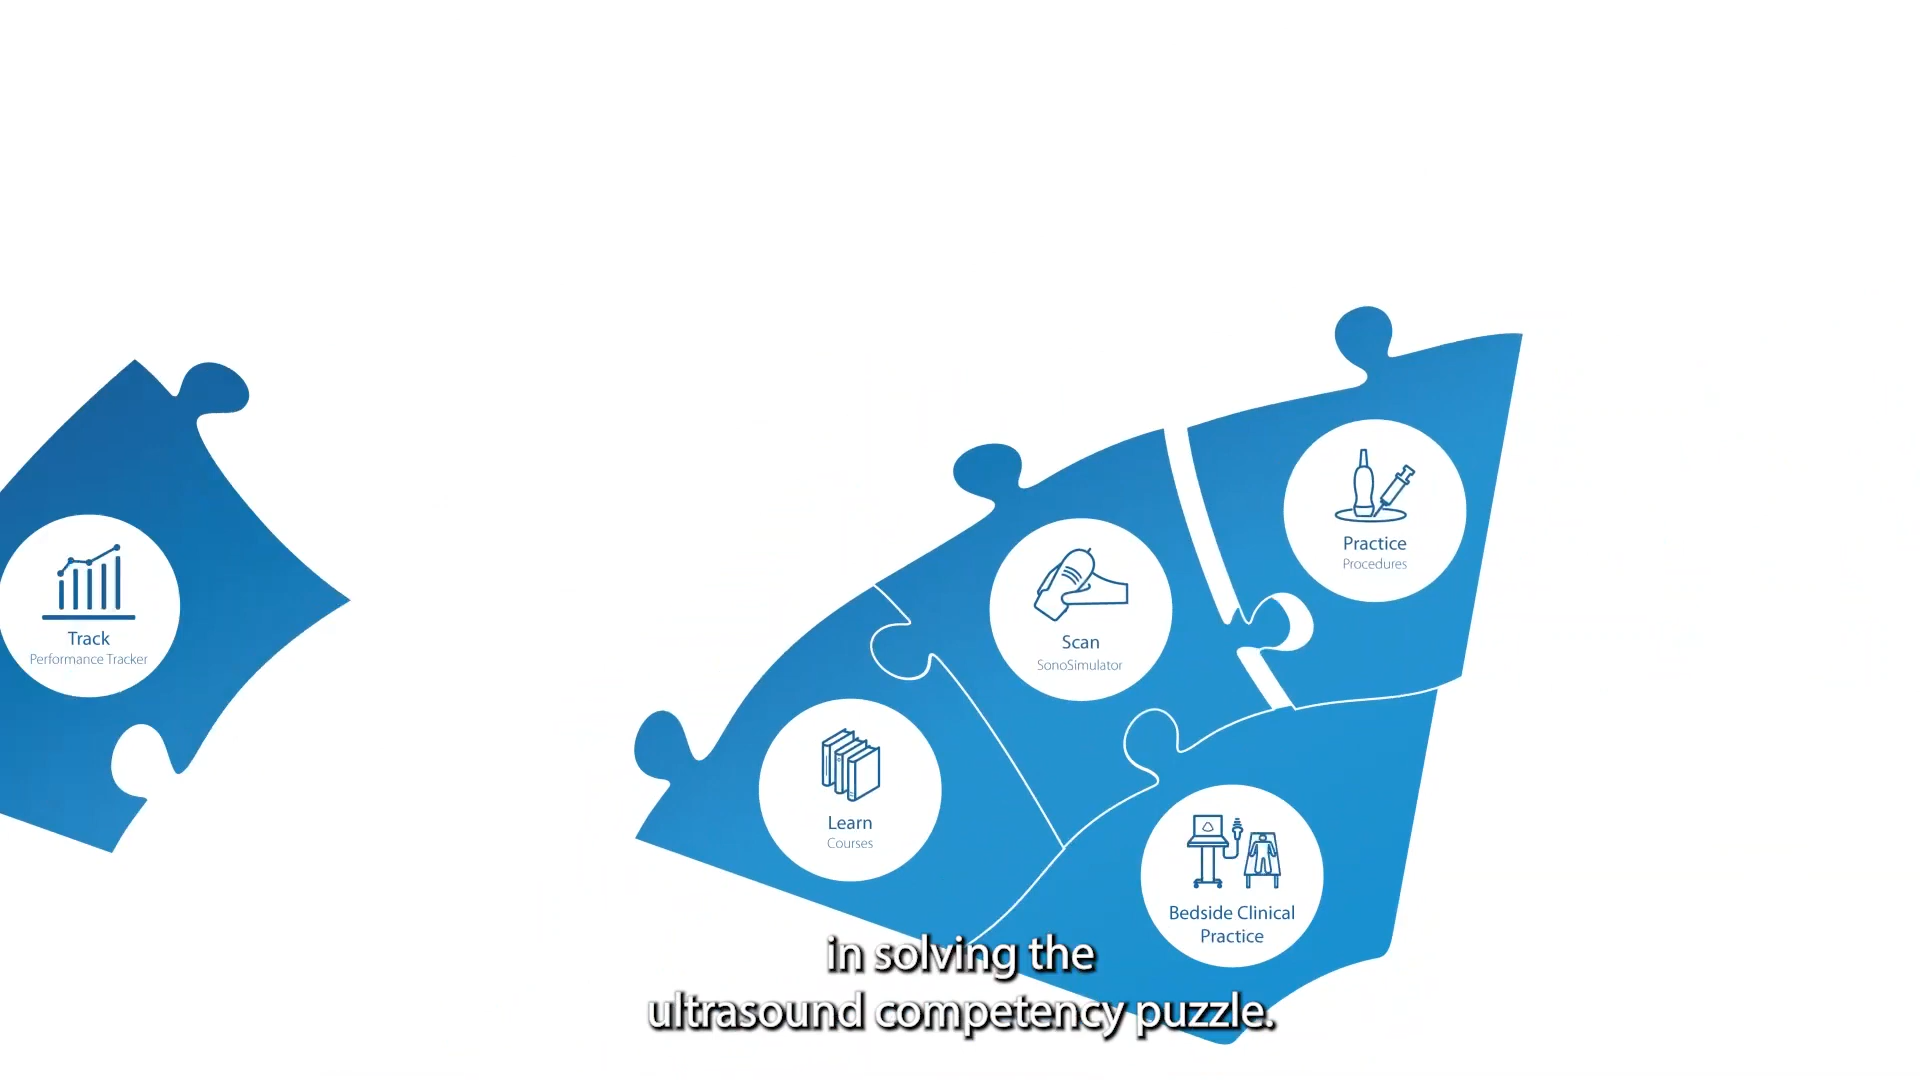 Track
Performance Tracker
Learn
Courses
Scan
SonoSimulator
Practice
Procedures
Bedside Clinical
Practice
in solving the
ultrasound competency puzzle.